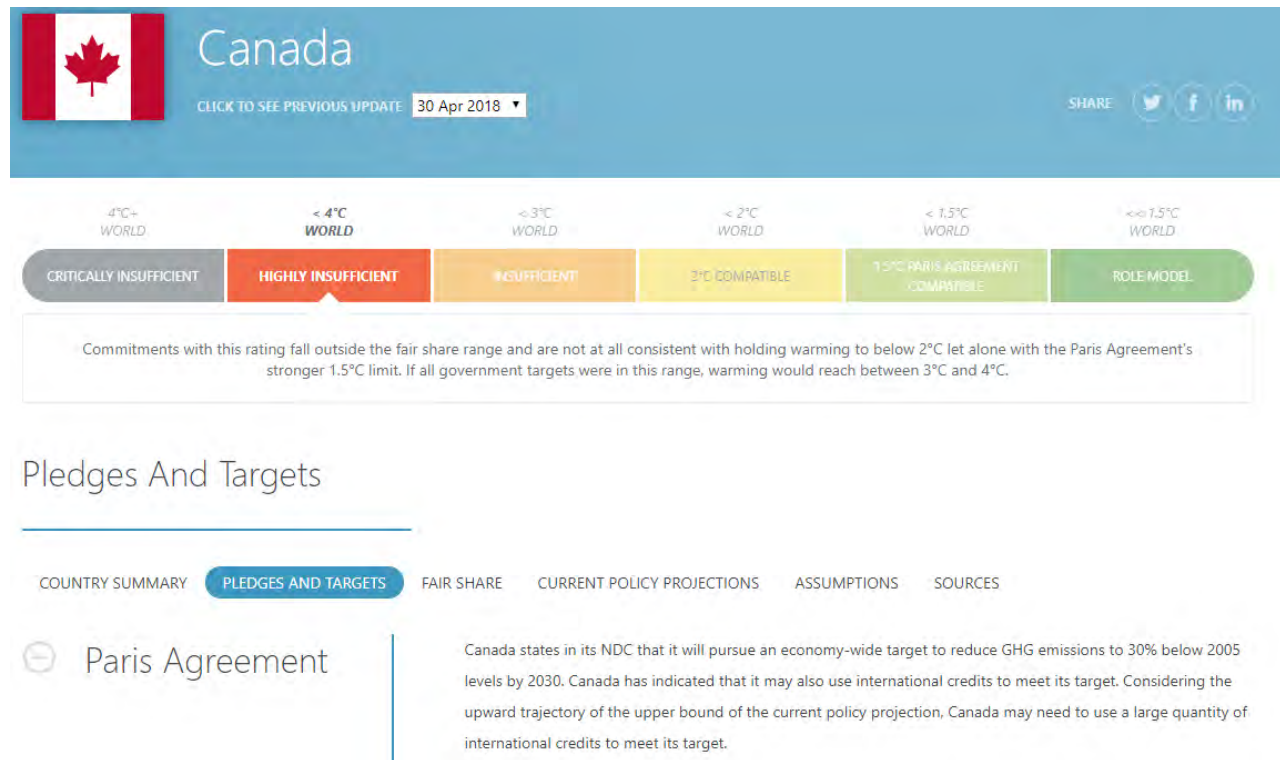 Canada
CLICK TO SEE PREVIOUS UPDATE 30 Apr 2018
SHARE
4°C+ WORLD
< 4°C WORLD
< 3°C WORLD
< 2°C WORLD
< 1.5°C WORLD
<< 1.5°C WORLD
CRITICALLY INSUFFICIENT
HIGHLY INSUFFICIENT
INSUFFICIENT
2°C COMPATIBLE
1.5°C PARIS AGREEMENT COMPATIBLE
ROLE MODEL
Commitments with this rating fall outside the fair share range and are not at all consistent with holding warming to below 2°C let alone with the Paris Agreement's
stronger 1.5°C limit. If all government targets were in this range, warming would reach between 3°C and 4°C.
Pledges And Targets
COUNTRY SUMMARY PLEDGES AND TARGETS FAIR SHARE CURRENT POLICY PROJECTIONS ASSUMPTIONS SOURCES
Paris Agreement
Canada states in its NDC that it will pursue an economy-wide target to reduce GHG emissions to 30% below 2005
levels by 2030. Canada has indicated that it may also use international credits to meet its target. Considering the
upward trajectory of the upper bound of the current policy projection, Canada may need to use a large quantity of
international credits to meet its target.